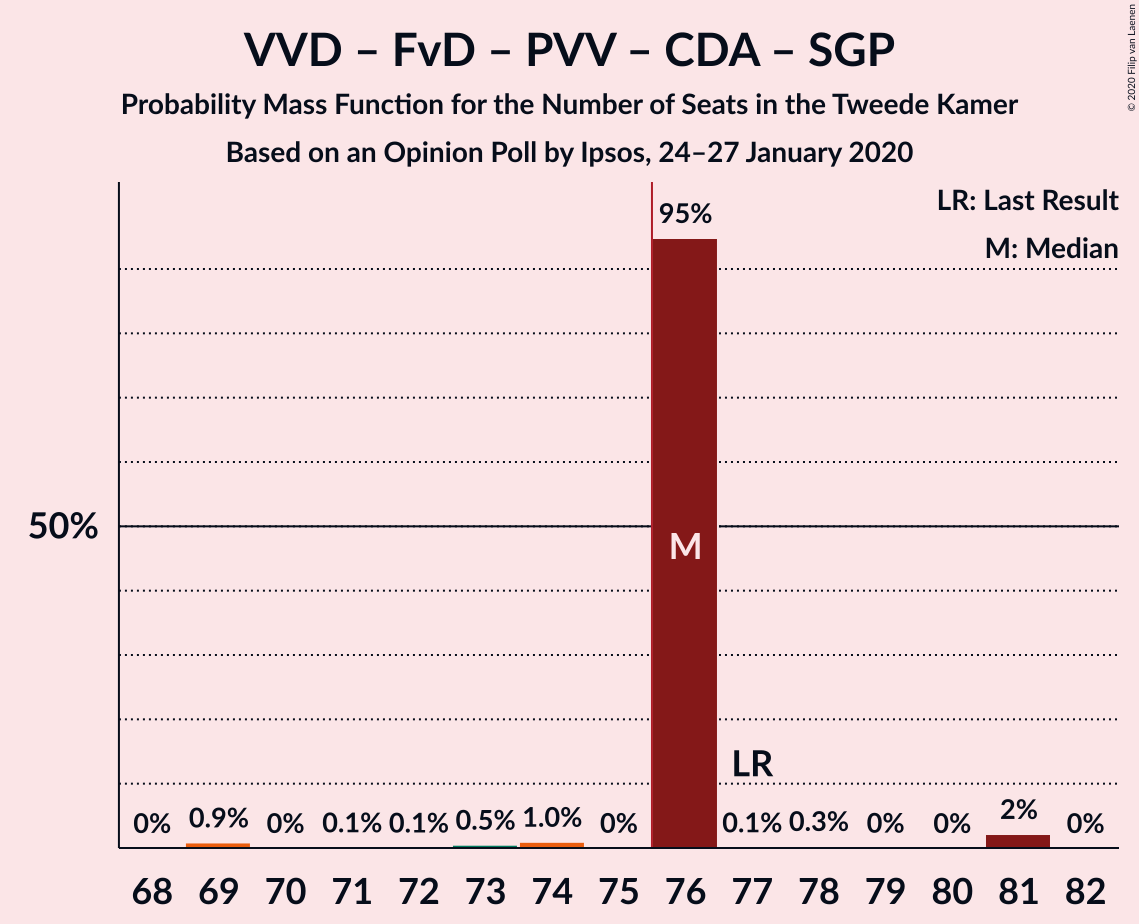 VVD – FvD – PVV – CDA – SGP
Probability Mass Function for the Number of Seats in the Tweede Kamer
Based on an Opinion Poll by Ipsos, 24–27 January 2020
© 2020 Filip van Laenen
LR: Last Result
M: Median
95%
50%
M
LR
0% 0.9% 0% 0.1% 0.1% 0.5% 1.0% 0% 0.1% 0.3% 0% 0% 2% 0%
68 69 70 71 72 73 74 75 76 77 78 79 80 81 82